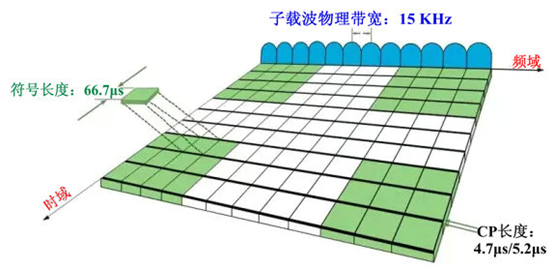 子载波物理带宽：15 KHz
频域
符号长度：66.7μs
时域
CP长度：
4.7μs/5.2μs